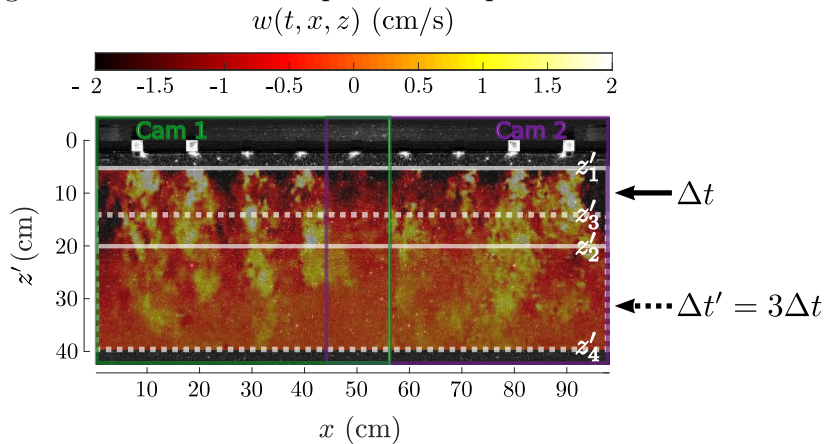 w(t, x, z) (cm/s)
- 2 -1.5 -1 -0.5 0 0.5 1 1.5 2
Cam 1 Cam 2
0
10
20
30
40
z′(cm)
z′1
z′3
z′2
z′4
Δt
Δt′ = 3Δt
10 20 30 40 50 60 70 80 90
x (cm)